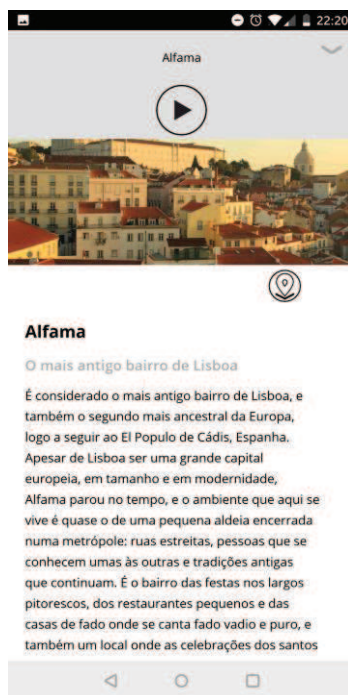 22:20
Alfama
Alfama
O mais antigo bairro de Lisboa
É considerado o mais antigo bairro de Lisboa, e
também o segundo mais ancestral da Europa,
logo a seguir ao El Populo de Cádis, Espanha.
Apesar de Lisboa ser uma grande capital
europeia, em tamanho e em modernidade,
Alfama parou no tempo, e o ambiente que aqui se
vive é quase o de uma pequena aldeia encerrada
numa metrópole: ruas estreitas, pessoas que se
conhecem umas às outras e tradições antigas
que continuam. É o bairro das festas nos largos
pitorescos, dos restaurantes pequenos e das
casas de fado onde se canta fado vadio e puro, e
também um local onde as celebrações dos santos